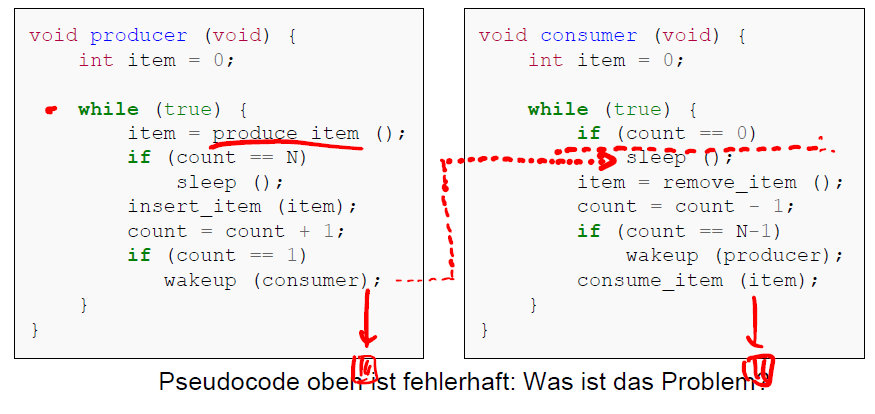 void producer (void) {
    int item = 0;

    while (true) {
        item = produce_item ();
        if (count == N)
            sleep ();
        insert_item (item);
        count = count + 1;
        if (count == 1)
           wakeup (consumer);
    }
}
void consumer (void) {
    int item = 0;

    while (true) {
        if (count == 0)
            sleep ();
        item = remove_item ();
        count = count - 1;
        if (count == N-1)
            wakeup (producer);
        consume_item (item);
    }
}
Pseudocode oben ist fehlerhaft: Was ist das Problem?